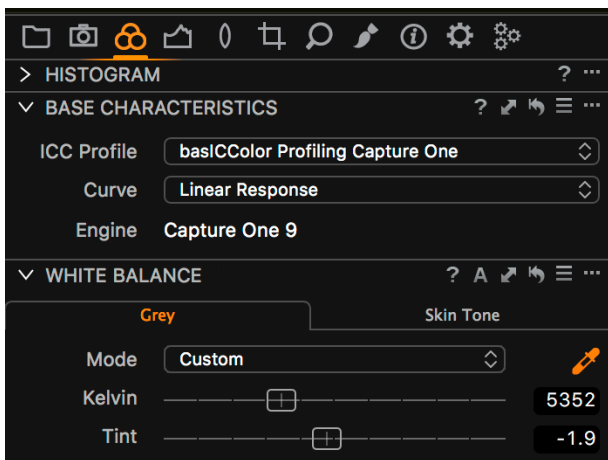 HISTOGRAM ?
BASE CHARACTERISTICS ?
ICC Profile basICColor Profiling Capture One
Curve Linear Response
Engine Capture One 9
WHITE BALANCE ? A
Grey Skin Tone
Mode Custom
Kelvin 5352
Tint -1.9